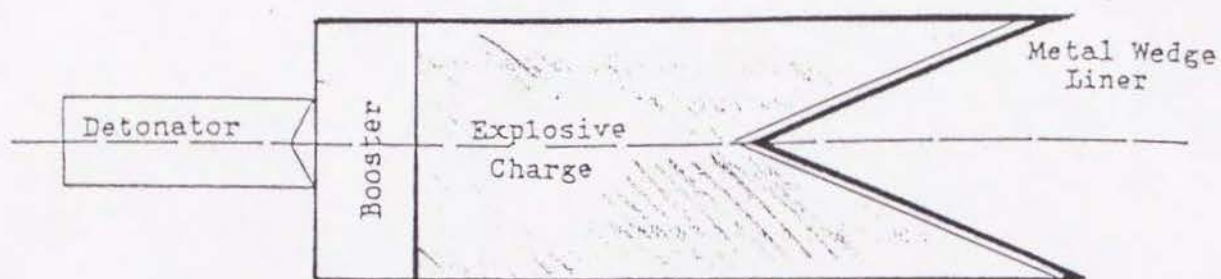 Detonator
Booster
Explosive
Charge
Metal Wedge
Liner